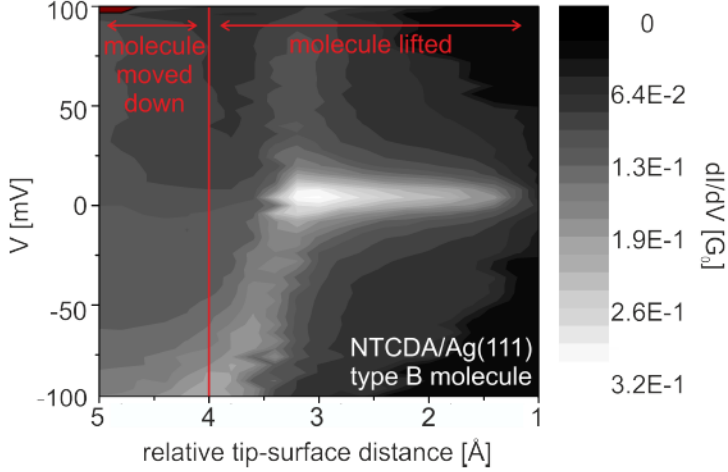 100
50
0
-50
-100
V [mV]
molecule
moved
down
molecule lifted
NTCDA/Ag(111)
type B molecule
5
4
3
2
1
relative tip-surface distance [Å]
0
6.4E-2
1.3E-1
1.9E-1
2.6E-1
3.2E-1
dI/dV [G₀]